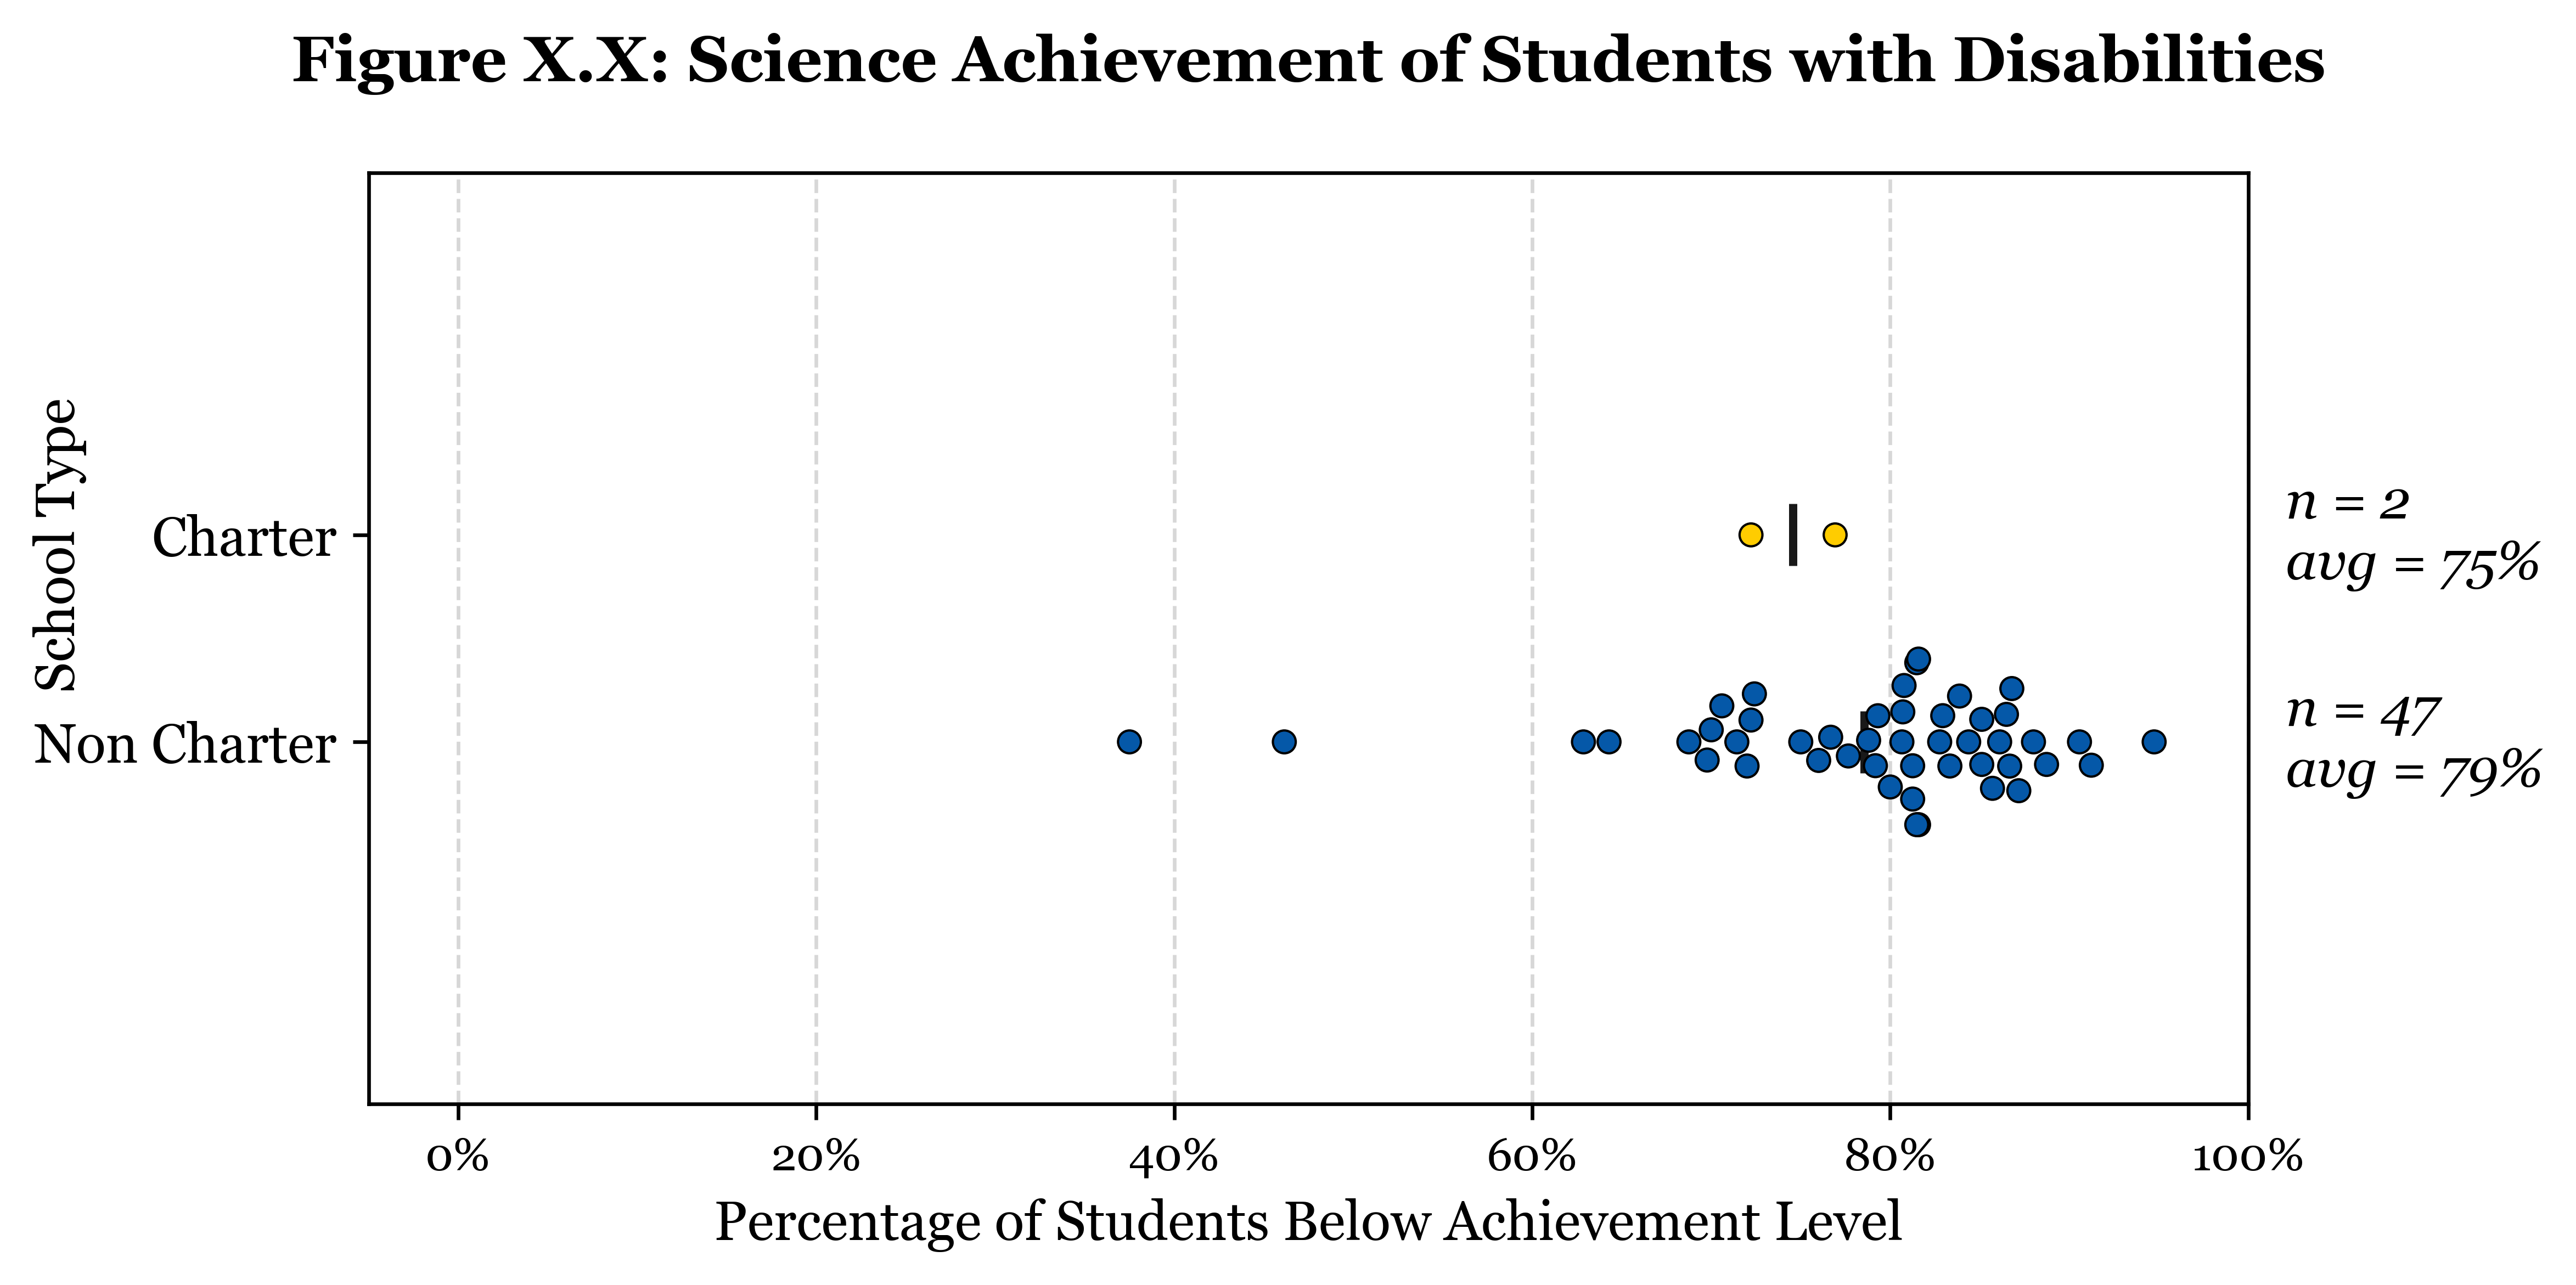 Figure X.X: Science Achievement of Students with Disabilities
School Type
Charter
Non Charter
n = 2
avg = 75%
n = 47
avg = 79%
0% 20% 40% 60% 80% 100%
Percentage of Students Below Achievement Level